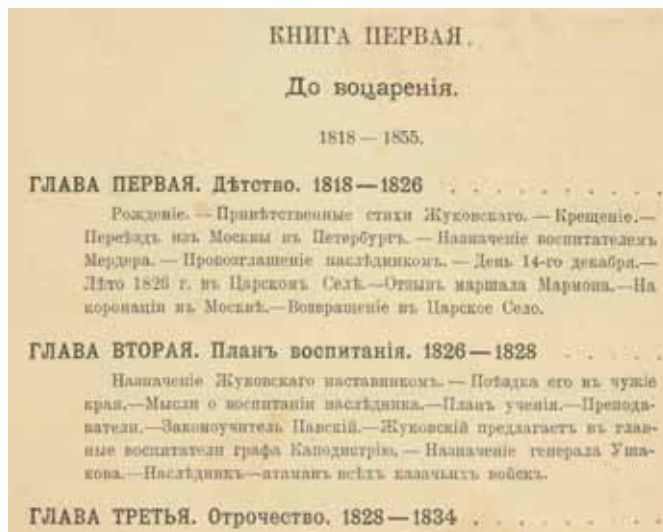 КНИГА ПЕРВАЯ.
До воцаренія.
1818 — 1855.
ГЛАВА ПЕРВАЯ. Дѣтство. 1818—1826 . . . . . . . . .
Рожденіе. — Привѣтственные стихи Жуковскаго. — Крещеніе.—
Переѣздъ изъ Москвы въ Петербургъ. — Назначеніе воспитателемъ
Мердера. — Провозглашеніе наслѣдникомъ. — День 14-го декабря.—
Лѣто 1826 г. въ Царскомъ Селѣ.—Отзывъ маршала Мармона.—На
коронаціи въ Москвѣ.—Возвращеніе въ Царское Село.
ГЛАВА ВТОРАЯ. Планъ воспитанія. 1826—1828 . . . . .
Назначеніе Жуковскаго наставникомъ. — Поѣздка его въ чужіе
края.—Мысли о воспитаніи наслѣдника.—Планъ ученія.—Препода-
ватели.—Законоучитель Павскій.—Жуковскій предлагаетъ въ глав-
ные воспитатели графа Каподистрію. — Назначеніе генерала Уша-
кова.—Наслѣдникъ—атаманъ всѣхъ казачьихъ войскъ.
ГЛАВА ТРЕТЬЯ. Отрочество. 1828—1834 . . . . . . . .